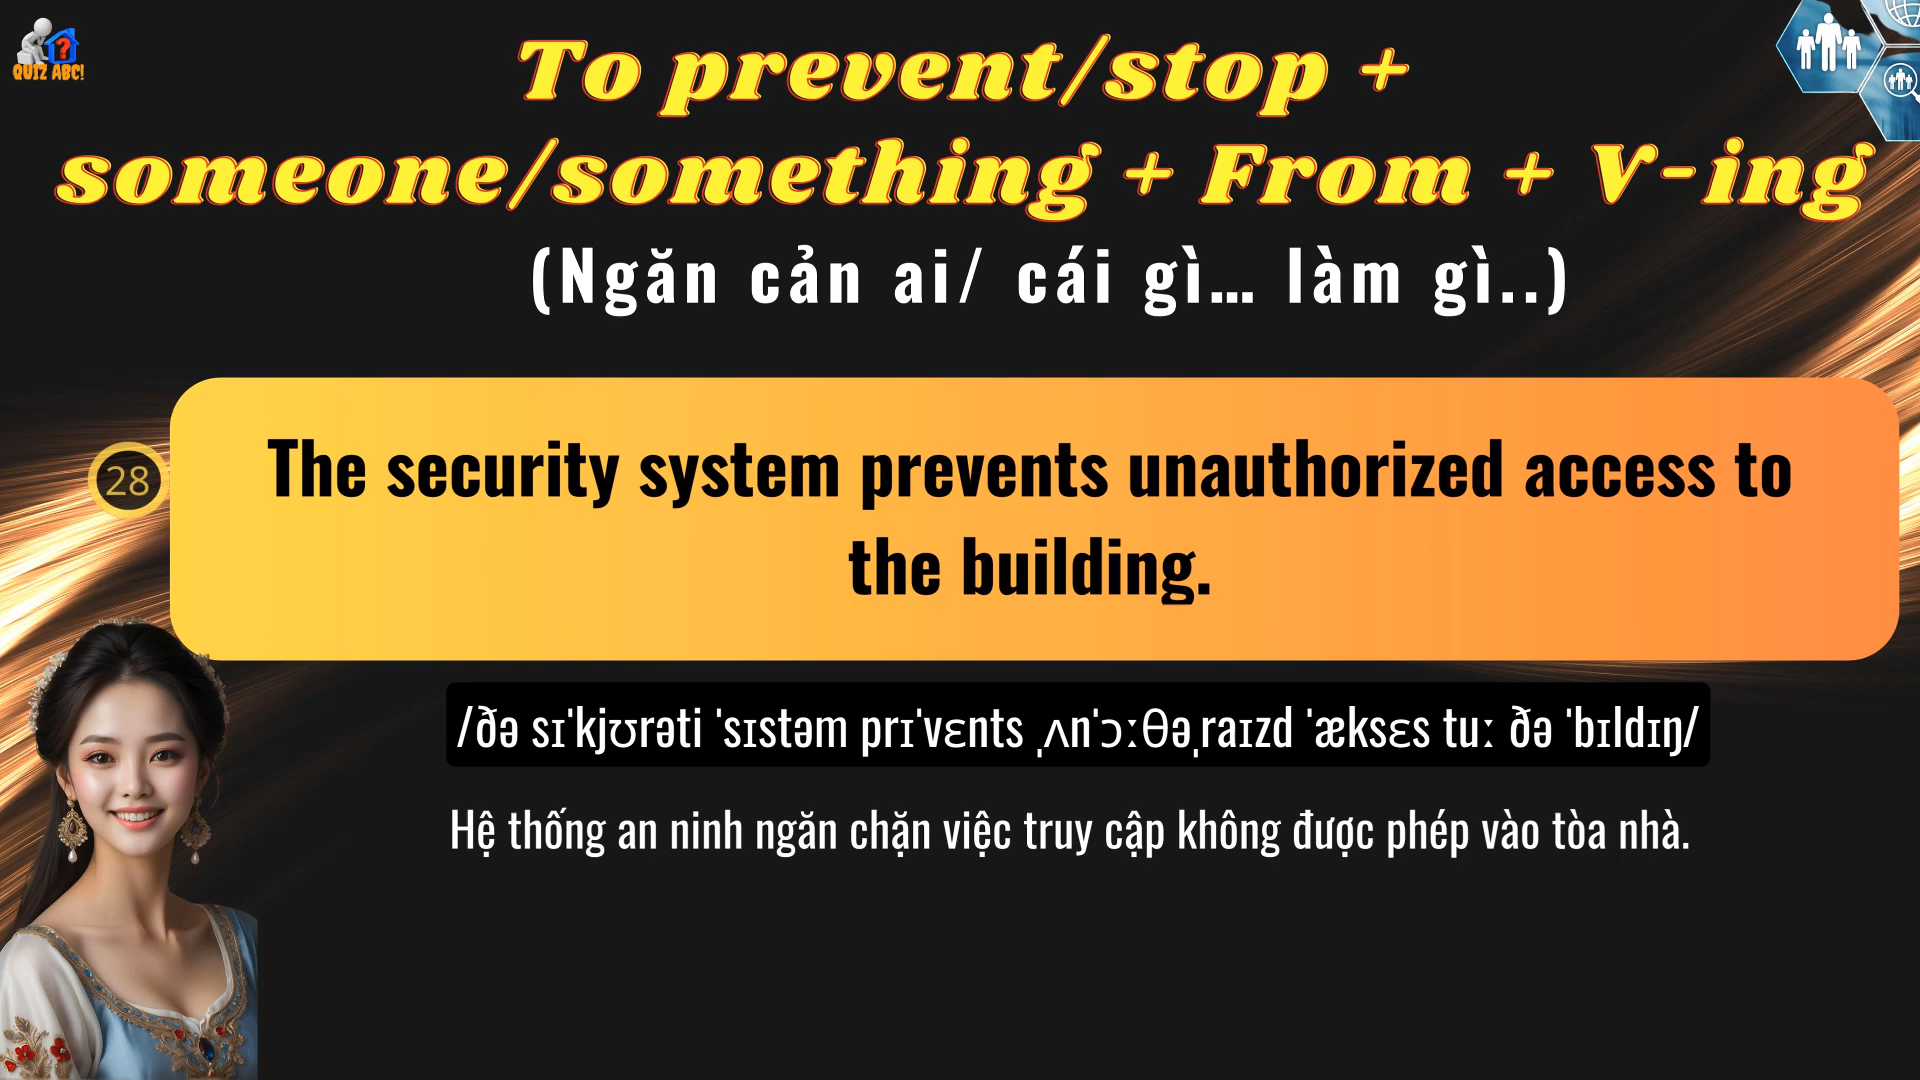 QUIZ ABC!
To prevent/stop +
someone/something + From + V-ing
(Ngăn cản ai/ cái gì... làm gì..)
28
The security system prevents unauthorized access to
the building.
/ðə sɪˈkjʊrəti ˈsɪstəm prɪˈvɛnts ˌʌnˈɔːθəˌraɪzd ˈæksɛs tuː ðə ˈbɪldɪŋ/
Hệ thống an ninh ngăn chặn việc truy cập không được phép vào tòa nhà.